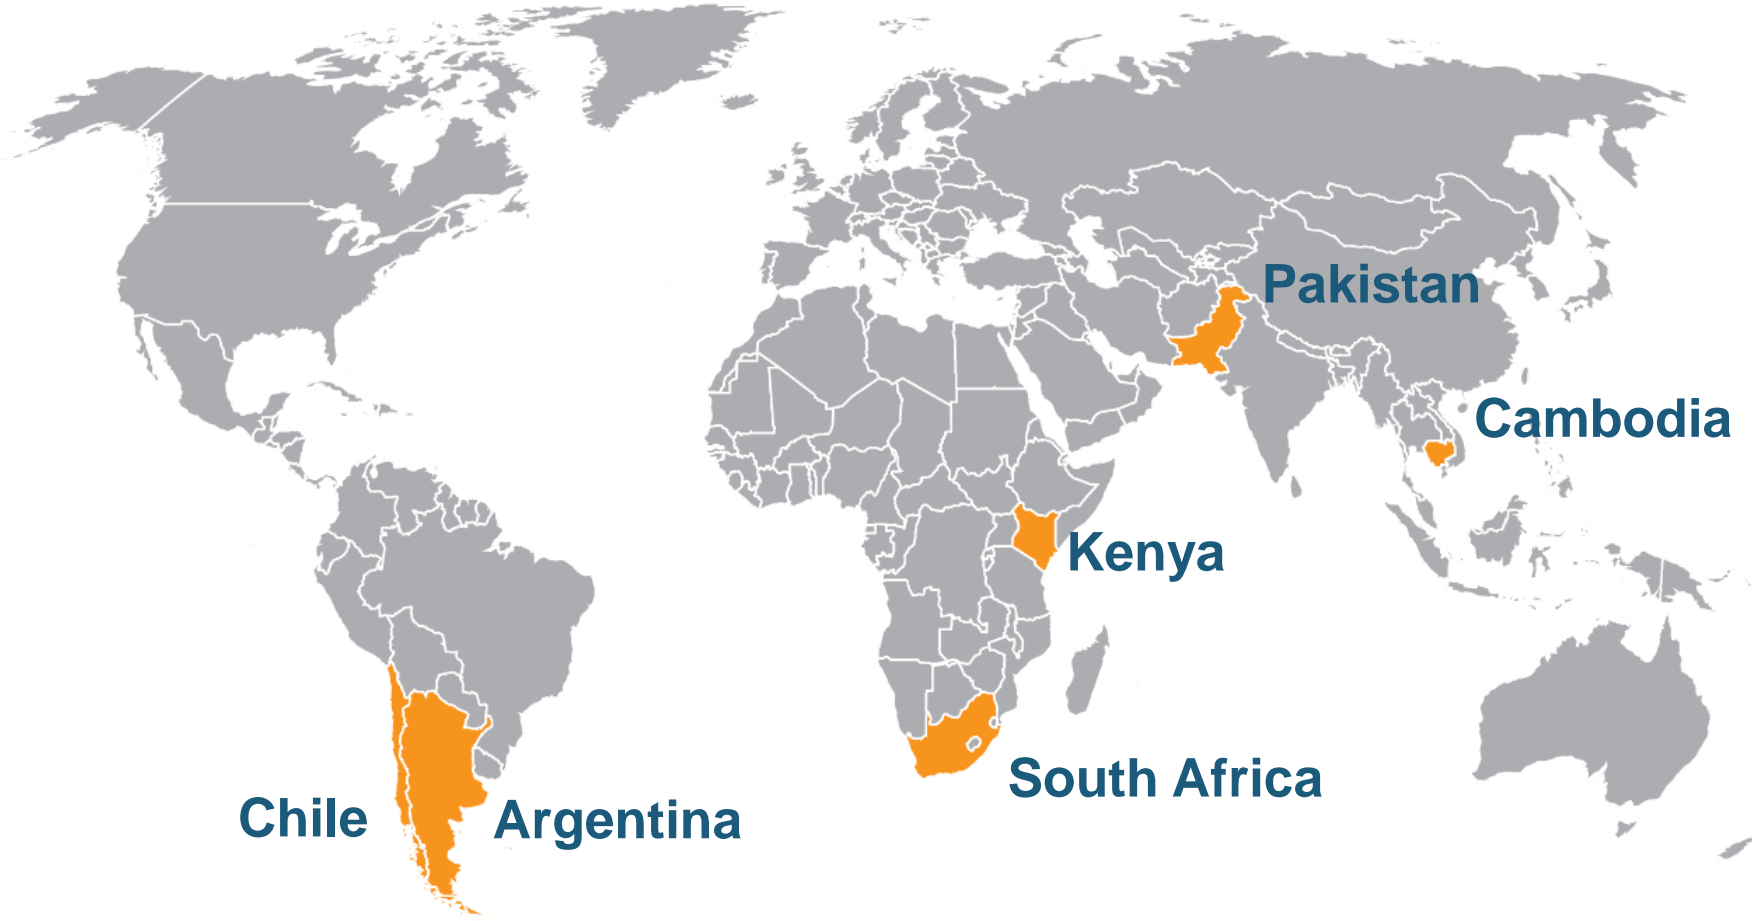 Pakistan
Cambodia
Kenya
South Africa
Chile
Argentina